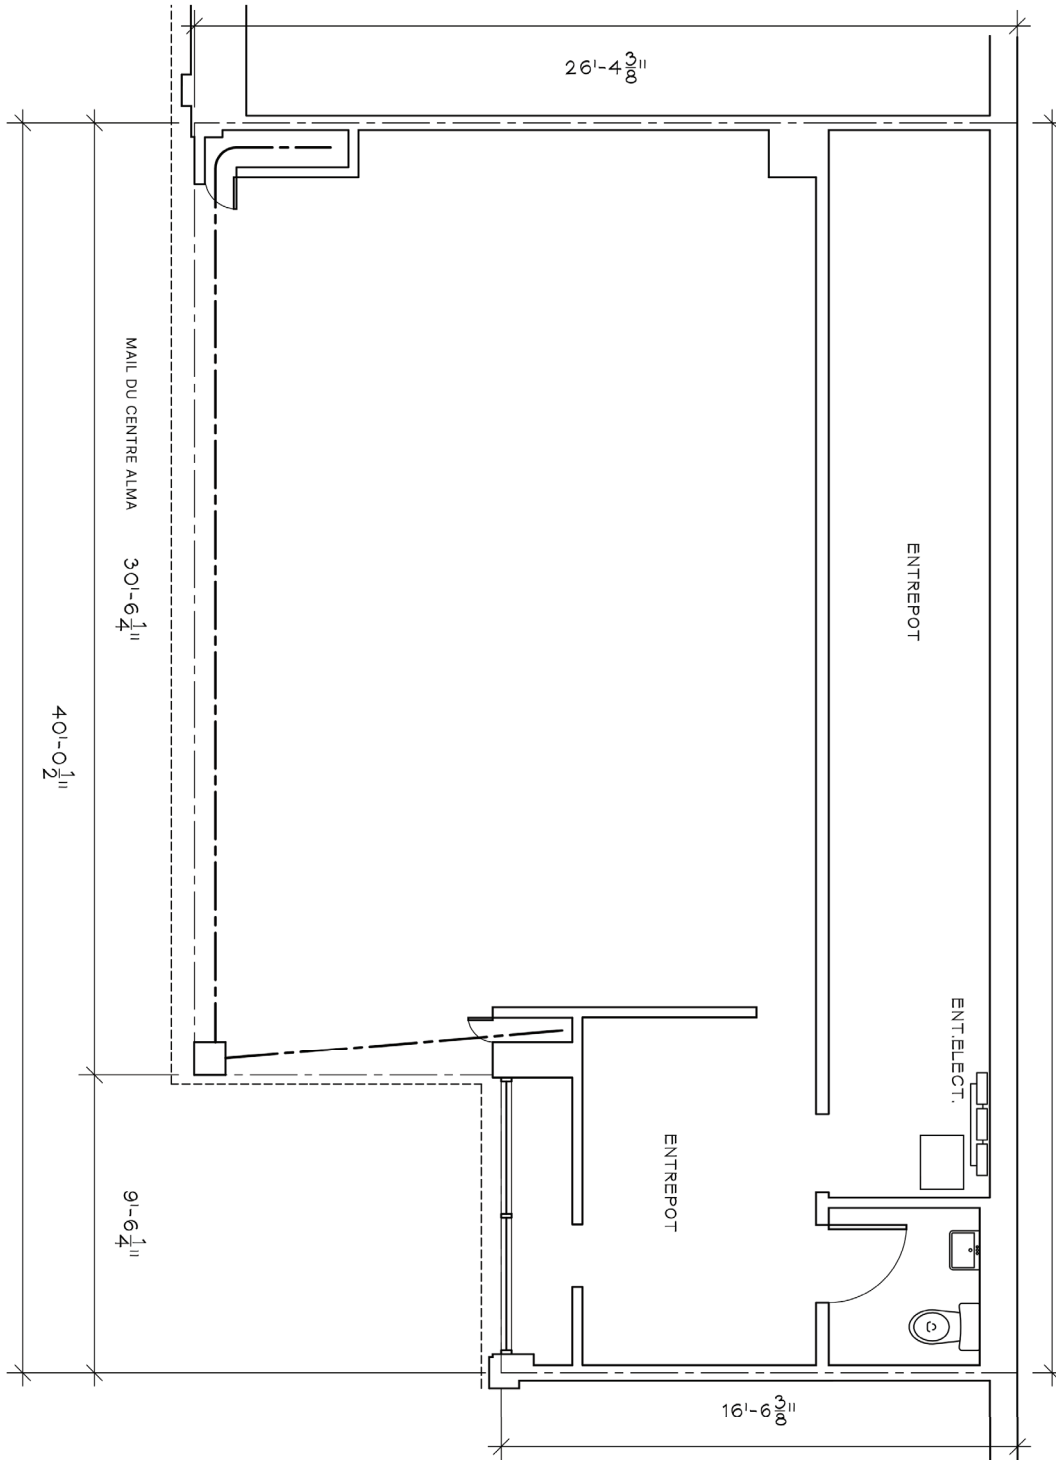 26'-4 3/8"
MAIL DU CENTRE ALMA
30'-6 1/4"
40'-0 1/2"
ENTREPOT
ENT.ELECT.
ENTREPOT
9'-6 1/4"
16'-6 3/8"